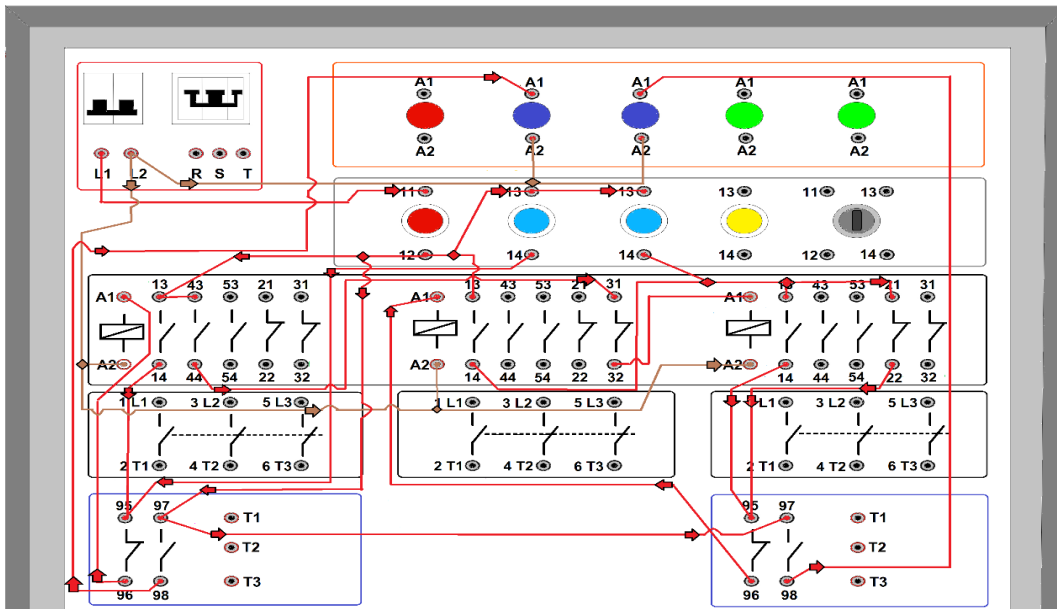 A1 A1 A1 A1 A1
A2 A2 A2 A2 A2
L1 L2 R S T
11 13 13 13 11 13
12 14 14 14 12 14
13 43 53 21 31 13 43 53 21 31 13 43 53 21 31
A1 A1 A1
A2 A2 A2
14 44 54 22 32 14 44 54 22 32 14 44 54 22 32
1 L1 3 L2 5 L3 1 L1 3 L2 5 L3 1 L1 3 L2 5 L3
2 T1 4 T2 6 T3 2 T1 4 T2 6 T3 2 T1 4 T2 6 T3
95 97 T1 95 97 T1
T2 T2
T3 T3
96 98 96 98